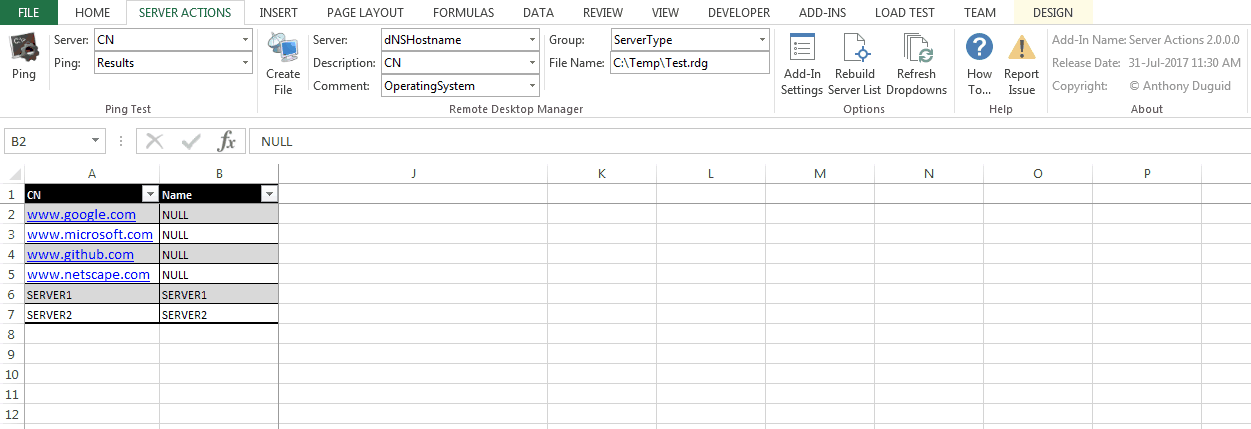 FILE HOME SERVER ACTIONS INSERT PAGE LAYOUT FORMULAS DATA REVIEW VIEW DEVELOPER ADD-INS LOAD TEST TEAM DESIGN
Server: CN
Ping: Results
Ping
Ping Test
Create
File
Server: dNSHostname
Description: CN
Comment: OperatingSystem
Group: ServerType
File Name: C:\Temp\Test.rdg
Remote Desktop Manager
Add-In
Settings
Rebuild
Server List
Refresh
Dropdowns
Options
How
To...
Report
Issue
Help
Add-In Name: Server Actions 2.0.0.0
Release Date: 31-Jul-2017 11:30 AM
Copyright: © Anthony Duguid
About
B2 fx NULL
A B J K L M N O P
1 CN Name
2 www.google.com NULL
3 www.microsoft.com NULL
4 www.github.com NULL
5 www.netscape.com NULL
6 SERVER1 SERVER1
7 SERVER2 SERVER2
8
9
10
11
12